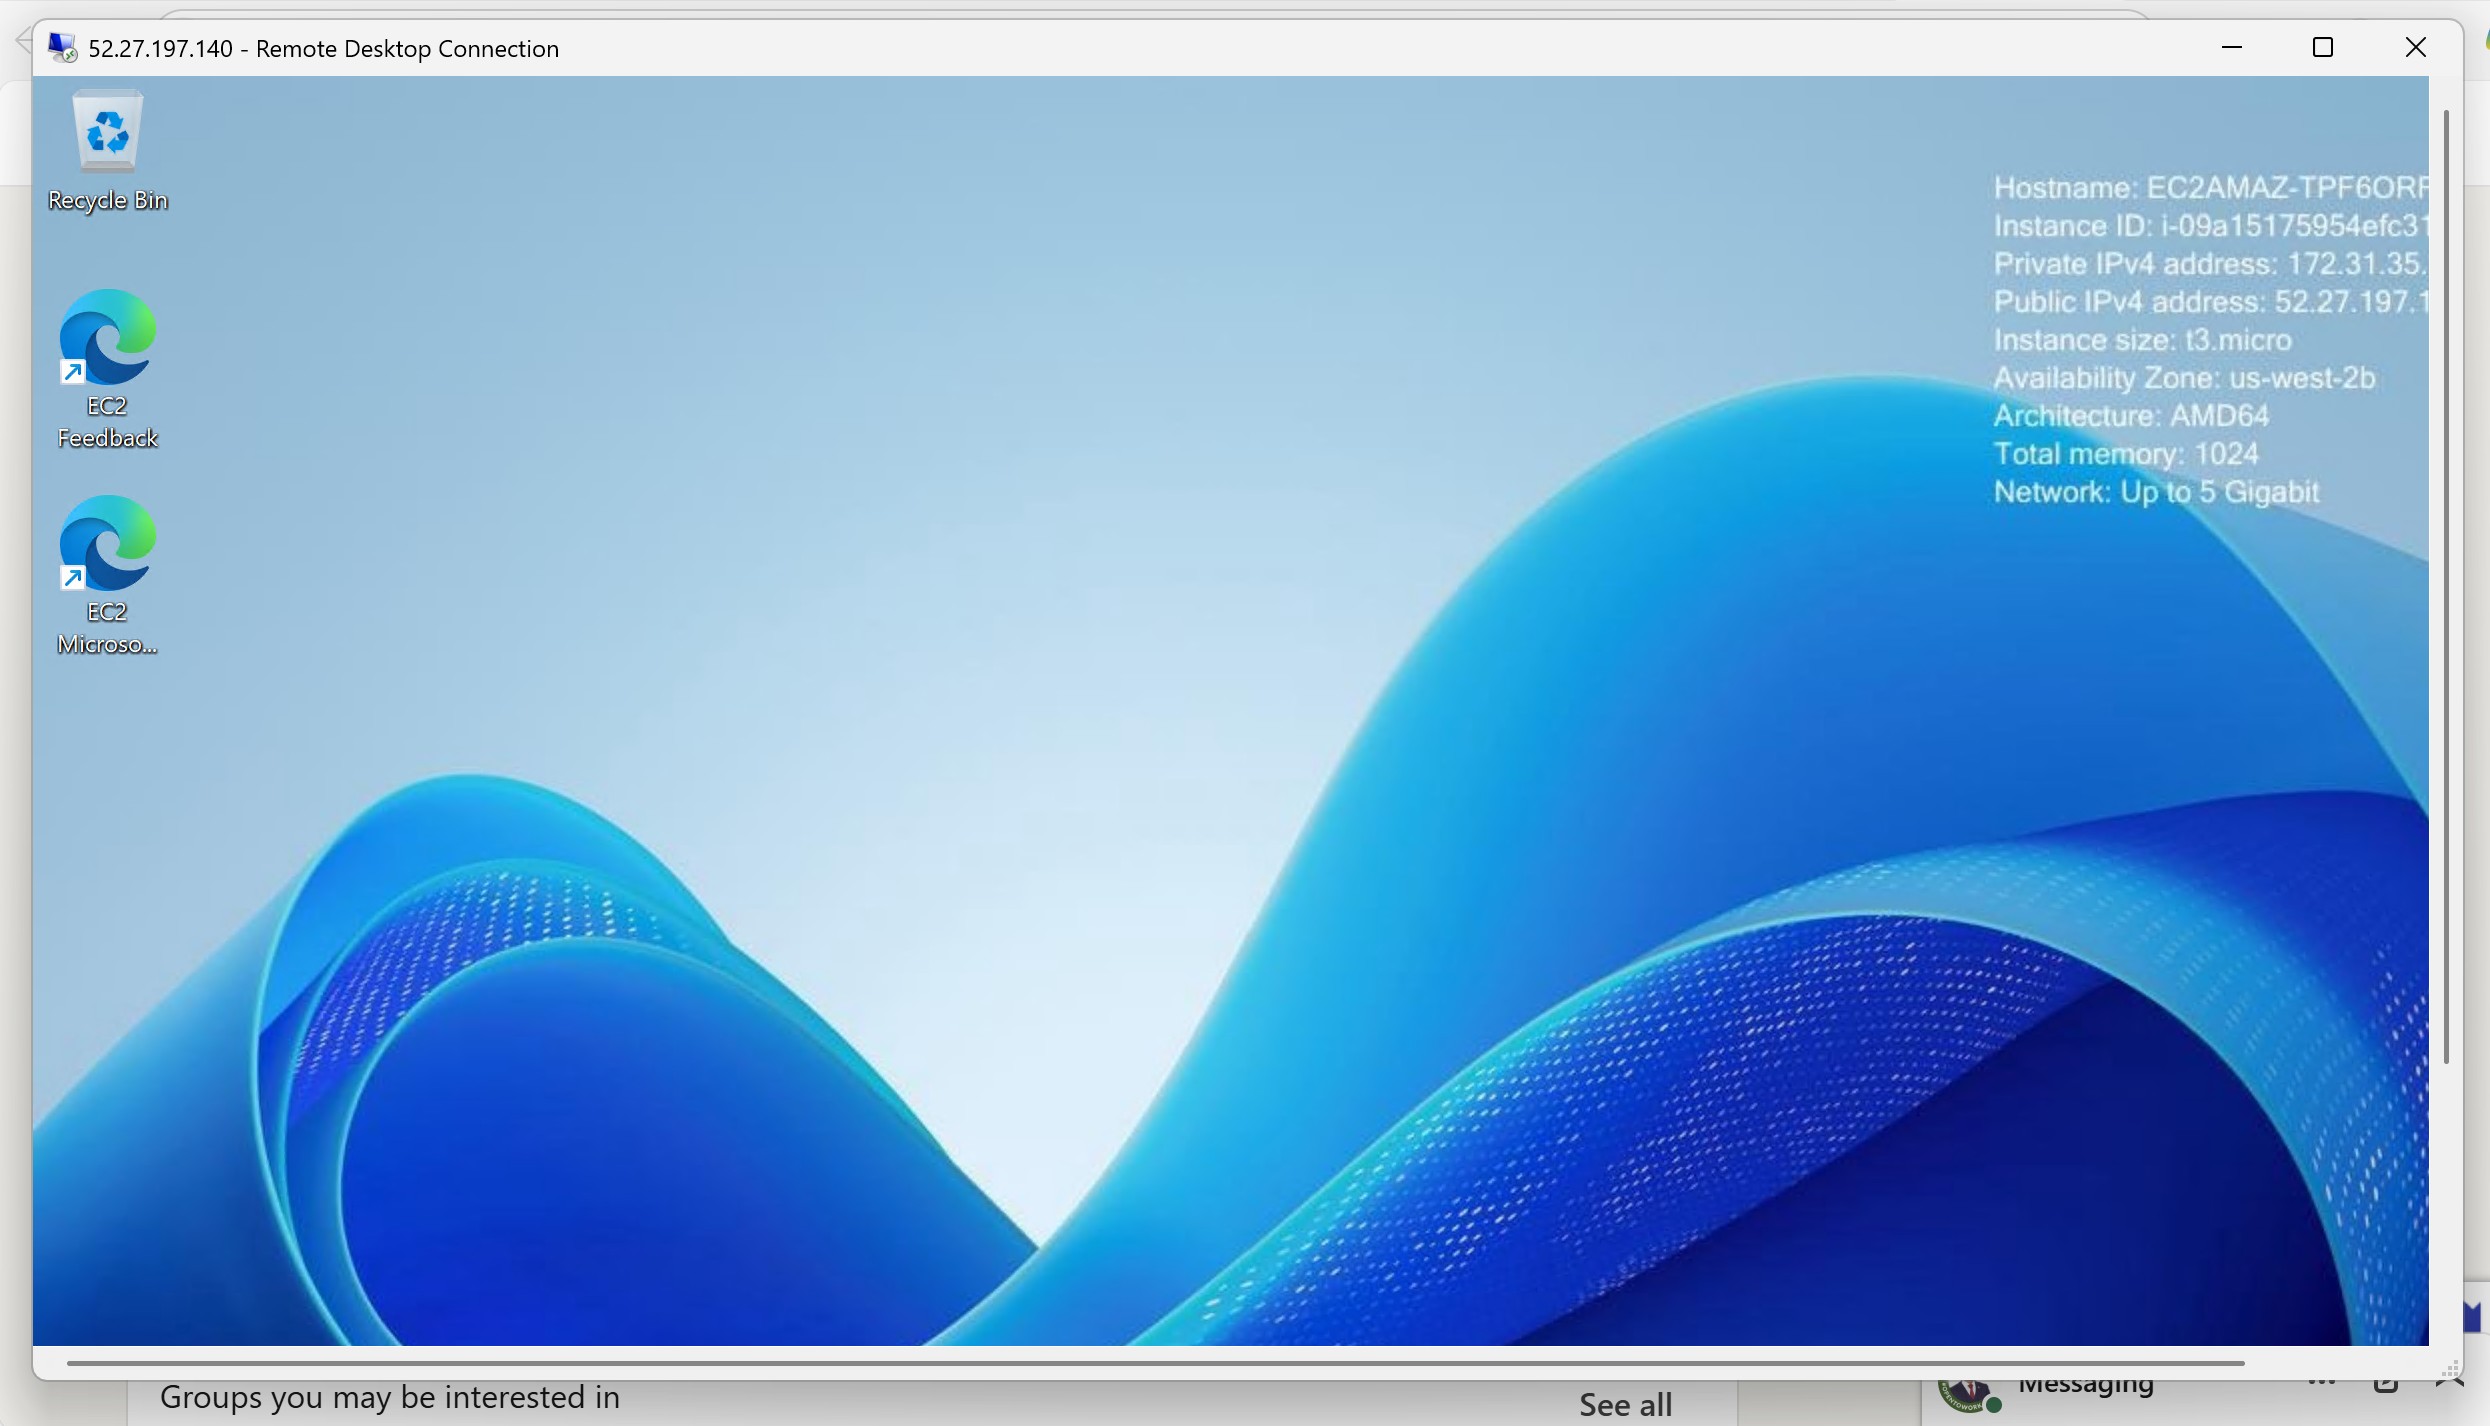 52.27.197.140 - Remote Desktop Connection
Recycle Bin
EC2
Feedback
EC2
Microso...
Hostname: EC2AMAZ-TPF6ORF
Instance ID: i-09a15175954efc31
Private IPv4 address: 172.31.35.
Public IPv4 address: 52.27.197.1
Instance size: t3.micro
Availability Zone: us-west-2b
Architecture: AMD64
Total memory: 1024
Network: Up to 5 Gigabit
Groups you may be interested in
See all
Messaging